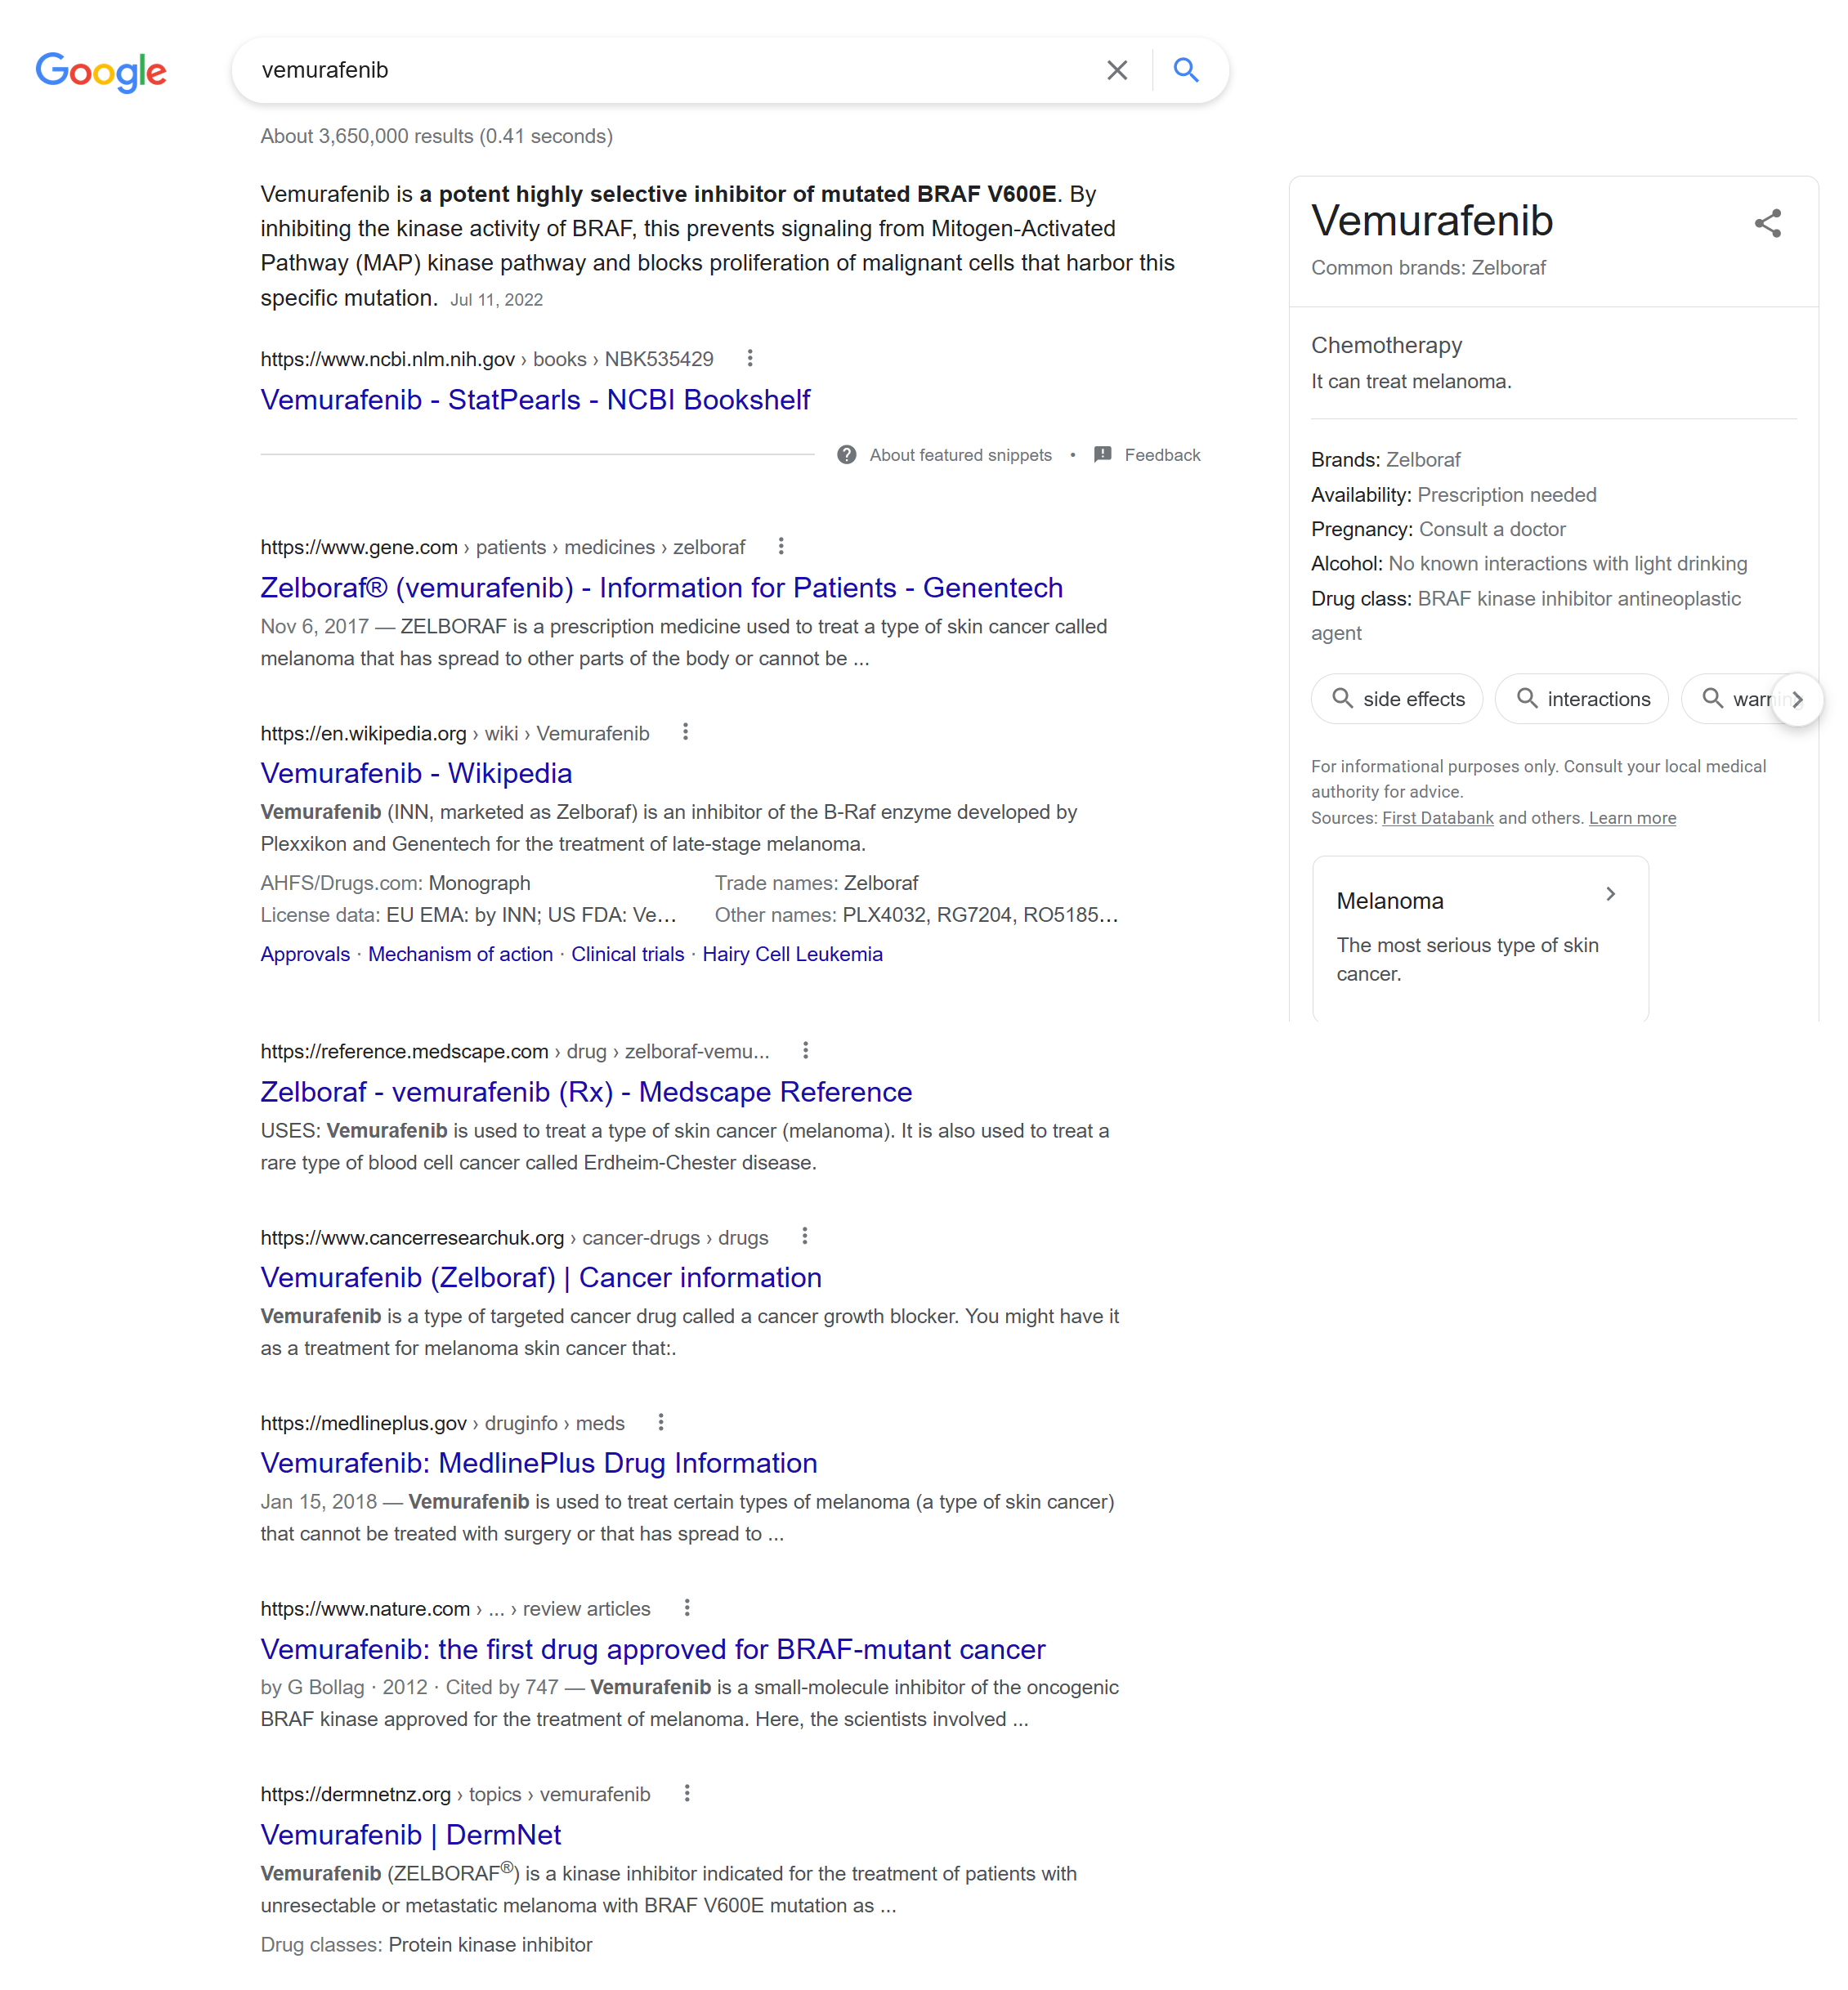 Google
vemurafenib
About 3,650,000 results (0.41 seconds)
Vemurafenib is a potent highly selective inhibitor of mutated BRAF V600E. By
inhibiting the kinase activity of BRAF, this prevents signaling from Mitogen-Activated
Pathway (MAP) kinase pathway and blocks proliferation of malignant cells that harbor this
specific mutation. Jul 11, 2022
https://www.ncbi.nlm.nih.gov › books › NBK535429
Vemurafenib - StatPearls - NCBI Bookshelf
About featured snippets • Feedback
https://www.gene.com › patients › medicines › zelboraf
Zelboraf® (vemurafenib) - Information for Patients - Genentech
Nov 6, 2017 — ZELBORAF is a prescription medicine used to treat a type of skin cancer called
melanoma that has spread to other parts of the body or cannot be ...
https://en.wikipedia.org › wiki › Vemurafenib
Vemurafenib - Wikipedia
Vemurafenib (INN, marketed as Zelboraf) is an inhibitor of the B-Raf enzyme developed by
Plexxikon and Genentech for the treatment of late-stage melanoma.
AHFS/Drugs.com: Monograph
Trade names: Zelboraf
License data: EU EMA: by INN; US FDA: Ve...
Other names: PLX4032, RG7204, RO5185...
Approvals · Mechanism of action · Clinical trials · Hairy Cell Leukemia
https://reference.medscape.com › drug › zelboraf-vemu...
Zelboraf - vemurafenib (Rx) - Medscape Reference
USES: Vemurafenib is used to treat a type of skin cancer (melanoma). It is also used to treat a
rare type of blood cell cancer called Erdheim-Chester disease.
https://www.cancerresearchuk.org › cancer-drugs › drugs
Vemurafenib (Zelboraf) | Cancer information
Vemurafenib is a type of targeted cancer drug called a cancer growth blocker. You might have it
as a treatment for melanoma skin cancer that:.
https://medlineplus.gov › druginfo › meds
Vemurafenib: MedlinePlus Drug Information
Jan 15, 2018 — Vemurafenib is used to treat certain types of melanoma (a type of skin cancer)
that cannot be treated with surgery or that has spread to ...
https://www.nature.com › ... › review articles
Vemurafenib: the first drug approved for BRAF-mutant cancer
by G Bollag · 2012 · Cited by 747 — Vemurafenib is a small-molecule inhibitor of the oncogenic
BRAF kinase approved for the treatment of melanoma. Here, the scientists involved ...
https://dermnetnz.org › topics › vemurafenib
Vemurafenib | DermNet
Vemurafenib (ZELBORAF®) is a kinase inhibitor indicated for the treatment of patients with
unresectable or metastatic melanoma with BRAF V600E mutation as ...
Drug classes: Protein kinase inhibitor
Vemurafenib
Common brands: Zelboraf
Chemotherapy
It can treat melanoma.
Brands: Zelboraf
Availability: Prescription needed
Pregnancy: Consult a doctor
Alcohol: No known interactions with light drinking
Drug class: BRAF kinase inhibitor antineoplastic
agent
side effects
interactions
For informational purposes only. Consult your local medical
authority for advice.
Sources: First Databank and others. Learn more
Melanoma
The most serious type of skin
cancer.